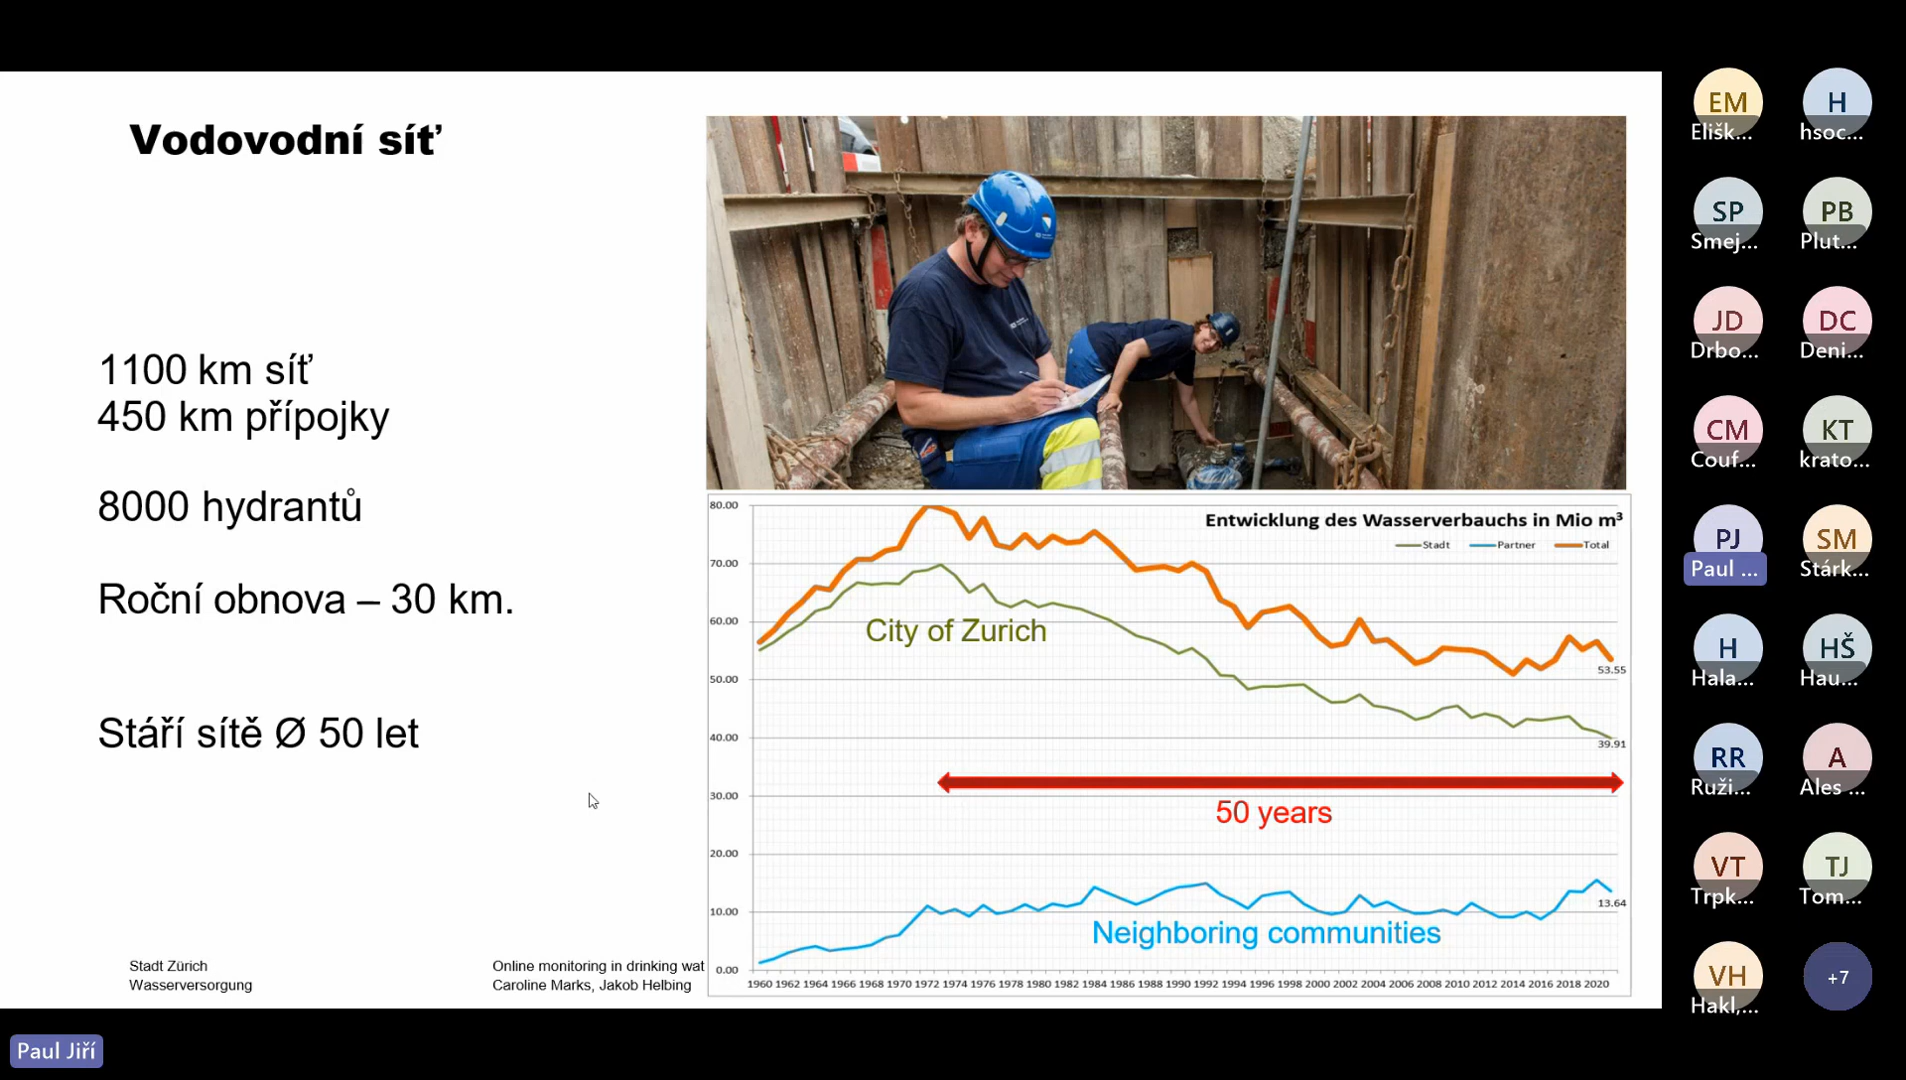 Vodovodní síť
1100 km síť
450 km přípojky
8000 hydrantů
Roční obnova – 30 km.
Stáří sítě Ø 50 let
Stadt Zürich
Wasserversorgung
Online monitoring in drinking wat
Caroline Marks, Jakob Helbing
Entwicklung des Wasserverbauchs in Mio m³
Stadt Partner Total
80.00
70.00
60.00
50.00
40.00
30.00
20.00
10.00
0.00
City of Zurich
53.55
39.91
50 years
13.64
Neighboring communities
1960 1962 1964 1966 1968 1970 1972 1974 1976 1978 1980 1982 1984 1986 1988 1990 1992 1994 1996 1998 2000 2002 2004 2006 2008 2010 2012 2014 2016 2018 2020
EM H
Elišk... hsoc...
SP PB
Smej... Plut...
JD DC
Drbo... Deni...
CM KT
Couf... krato...
PJ SM
Paul ... Stárk...
H HŠ
Hala... Hau...
RR A
Ruži... Ales ...
VT TJ
Trpk... Tom...
VH +7
Hakl,...
Paul Jiří